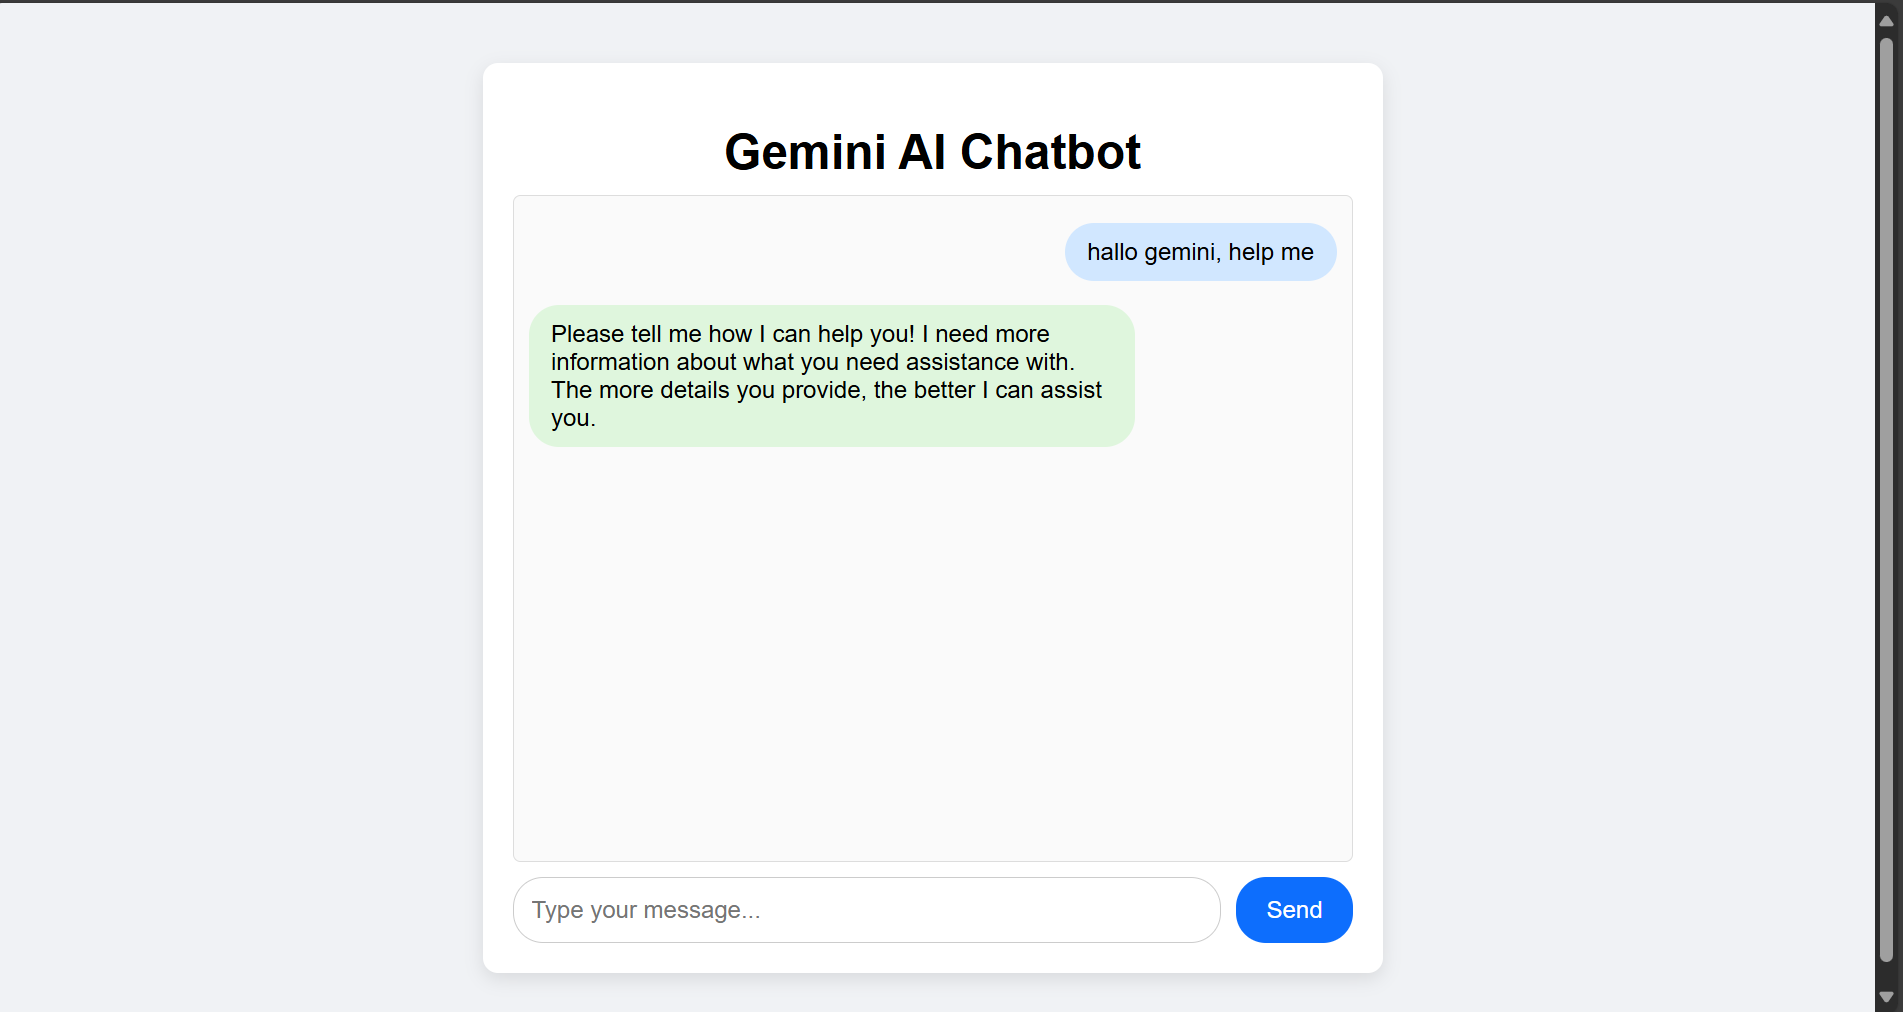 Gemini AI Chatbot
hallo gemini, help me
Please tell me how I can help you! I need more
information about what you need assistance with.
The more details you provide, the better I can assist
you.
Type your message...
Send